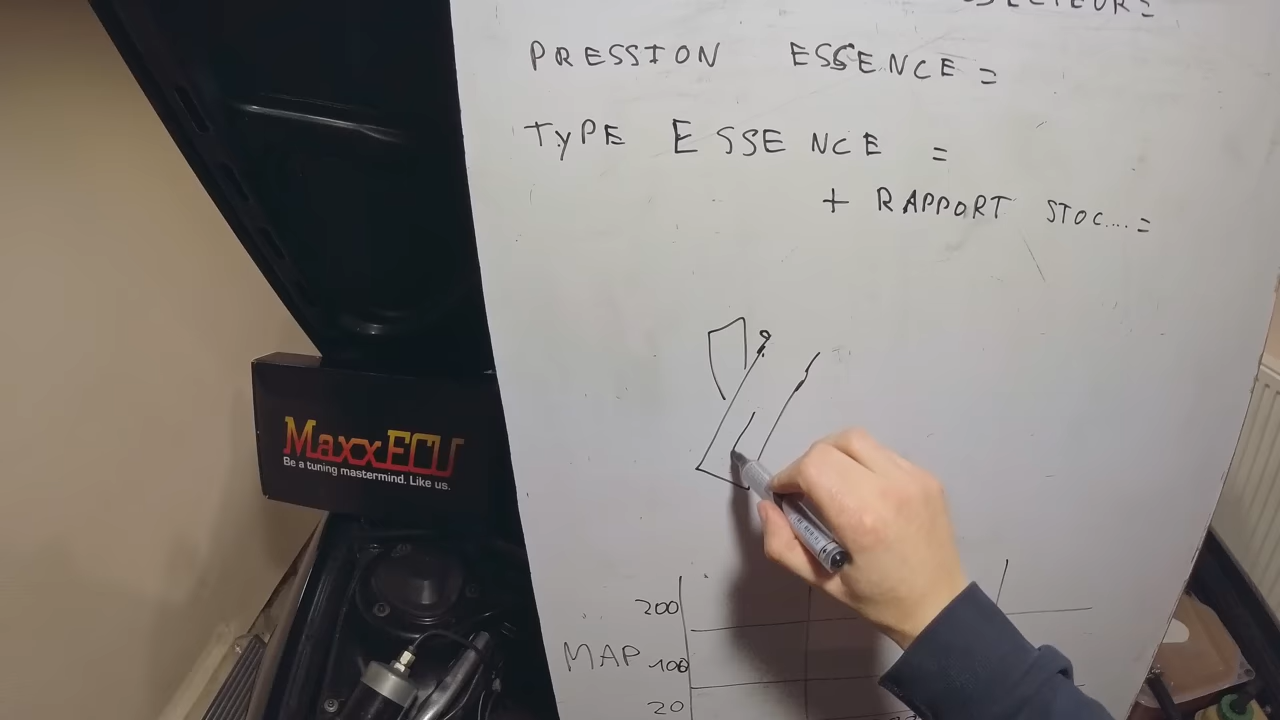 PRESSION ESSENCE =
TYPE ESSENCE =
+ RAPPORT STOC.... =
MaxxECU
Be a tuning mastermind. Like us.
200
MAP 100
20